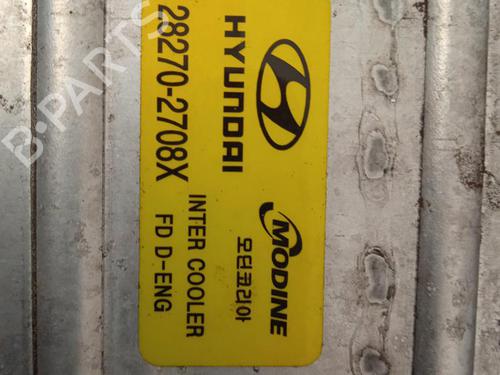 HYUNDAI
28270-2708X
MODINE
모딘코리아
INTER COOLER
FD D-ENG
B-PARTS